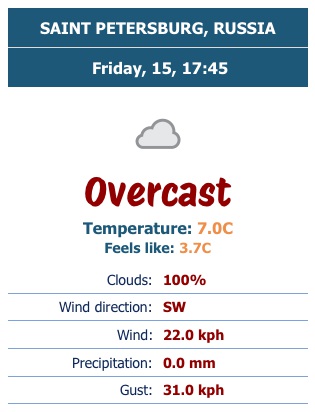 SAINT PETERSBURG, RUSSIA
Friday, 15, 17:45
Overcast
Temperature: 7.0C
Feels like: 3.7C
Clouds: 100%
Wind direction: SW
Wind: 22.0 kph
Precipitation: 0.0 mm
Gust: 31.0 kph